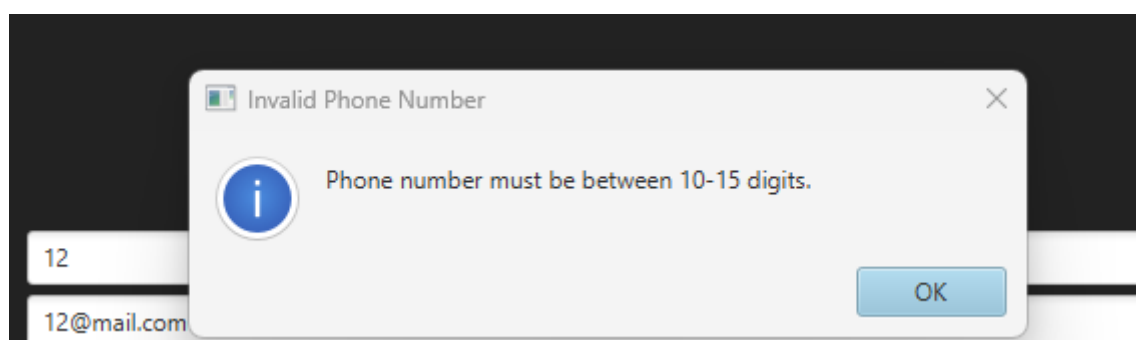 Invalid Phone Number
Phone number must be between 10-15 digits.
12
OK
12@mail.com